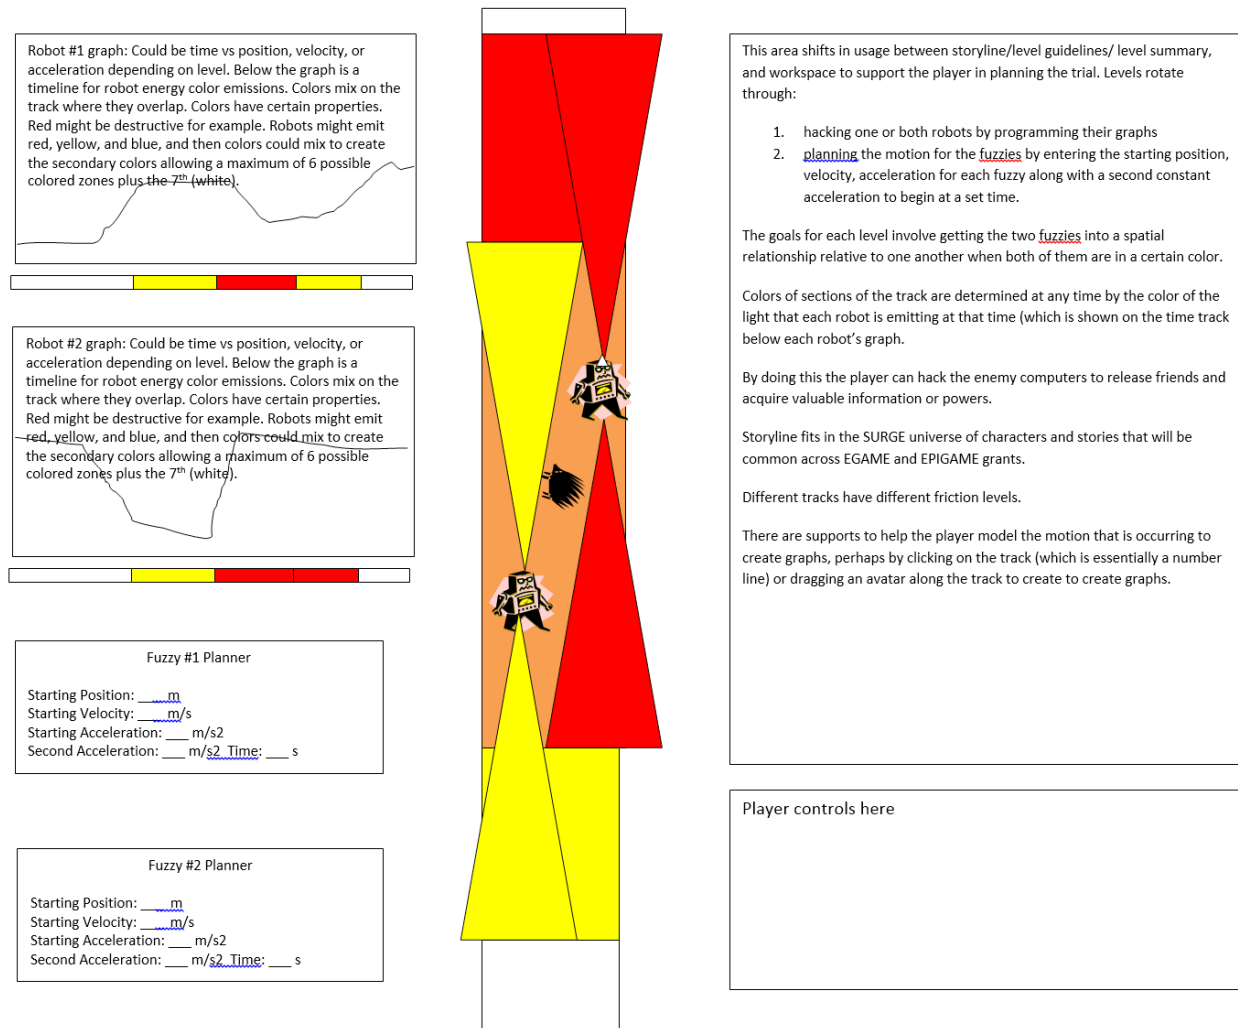 Robot #1 graph: Could be time vs position, velocity, or
acceleration depending on level. Below the graph is a
timeline for robot energy color emissions. Colors mix on the
track where they overlap. Colors have certain properties.
Red might be destructive for example. Robots might emit
red, yellow, and blue, and then colors could mix to create
the secondary colors allowing a maximum of 6 possible
colored zones plus the 7th (white).
Robot #2 graph: Could be time vs position, velocity, or
acceleration depending on level. Below the graph is a
timeline for robot energy color emissions. Colors mix on the
track where they overlap. Colors have certain properties.
Red might be destructive for example. Robots might emit
red, yellow, and blue, and then colors could mix to create
the secondary colors allowing a maximum of 6 possible
colored zones plus the 7th (white).
Fuzzy #1 Planner
Starting Position: ___ m
Starting Velocity: ___ m/s
Starting Acceleration: ___ m/s2
Second Acceleration: ___ m/s2 Time: ___ s
Fuzzy #2 Planner
Starting Position: ___ m
Starting Velocity: ___ m/s
Starting Acceleration: ___ m/s2
Second Acceleration: ___ m/s2 Time: ___ s
This area shifts in usage between storyline/level guidelines/ level summary,
and workspace to support the player in planning the trial. Levels rotate
through:
1. hacking one or both robots by programming their graphs
2. planning the motion for the fuzzies by entering the starting position,
velocity, acceleration for each fuzzy along with a second constant
acceleration to begin at a set time.
The goals for each level involve getting the two fuzzies into a spatial
relationship relative to one another when both of them are in a certain color.
Colors of sections of the track are determined at any time by the color of the
light that each robot is emitting at that time (which is shown on the time track
below each robot's graph.
By doing this the player can hack the enemy computers to release friends and
acquire valuable information or powers.
Storyline fits in the SURGE universe of characters and stories that will be
common across EGAME and EPIGAME grants.
Different tracks have different friction levels.
There are supports to help the player model the motion that is occurring to
create graphs, perhaps by clicking on the track (which is essentially a number
line) or dragging an avatar along the track to create to create graphs.
Player controls here